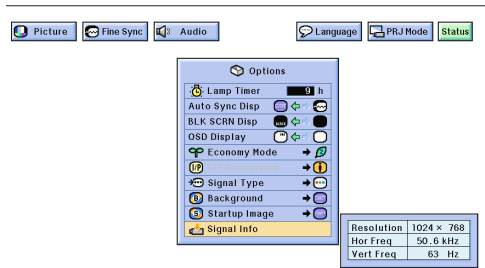 Picture
Fine Sync
Audio
Language
PRJ Mode
Status
Options
Lamp Timer 9 h
Auto Sync Disp
BLK SCRN Disp
OSD Display
Economy Mode
I/P
Signal Type
Background
Startup Image
Signal Info
Resolution 1024 × 768
Hor Freq 50.6 kHz
Vert Freq 63 Hz